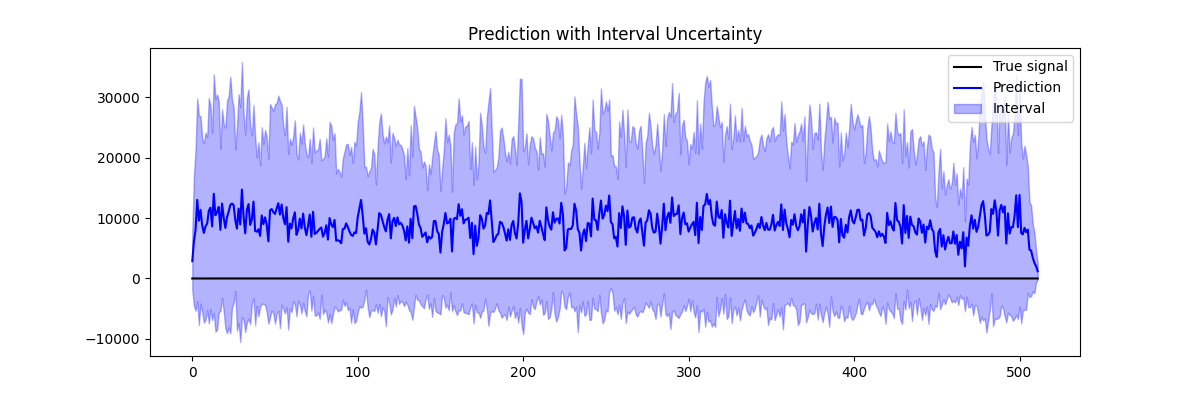 Prediction with Interval Uncertainty
True signal
Prediction
Interval
30000
20000
10000
0
−10000
0 100 200 300 400 500